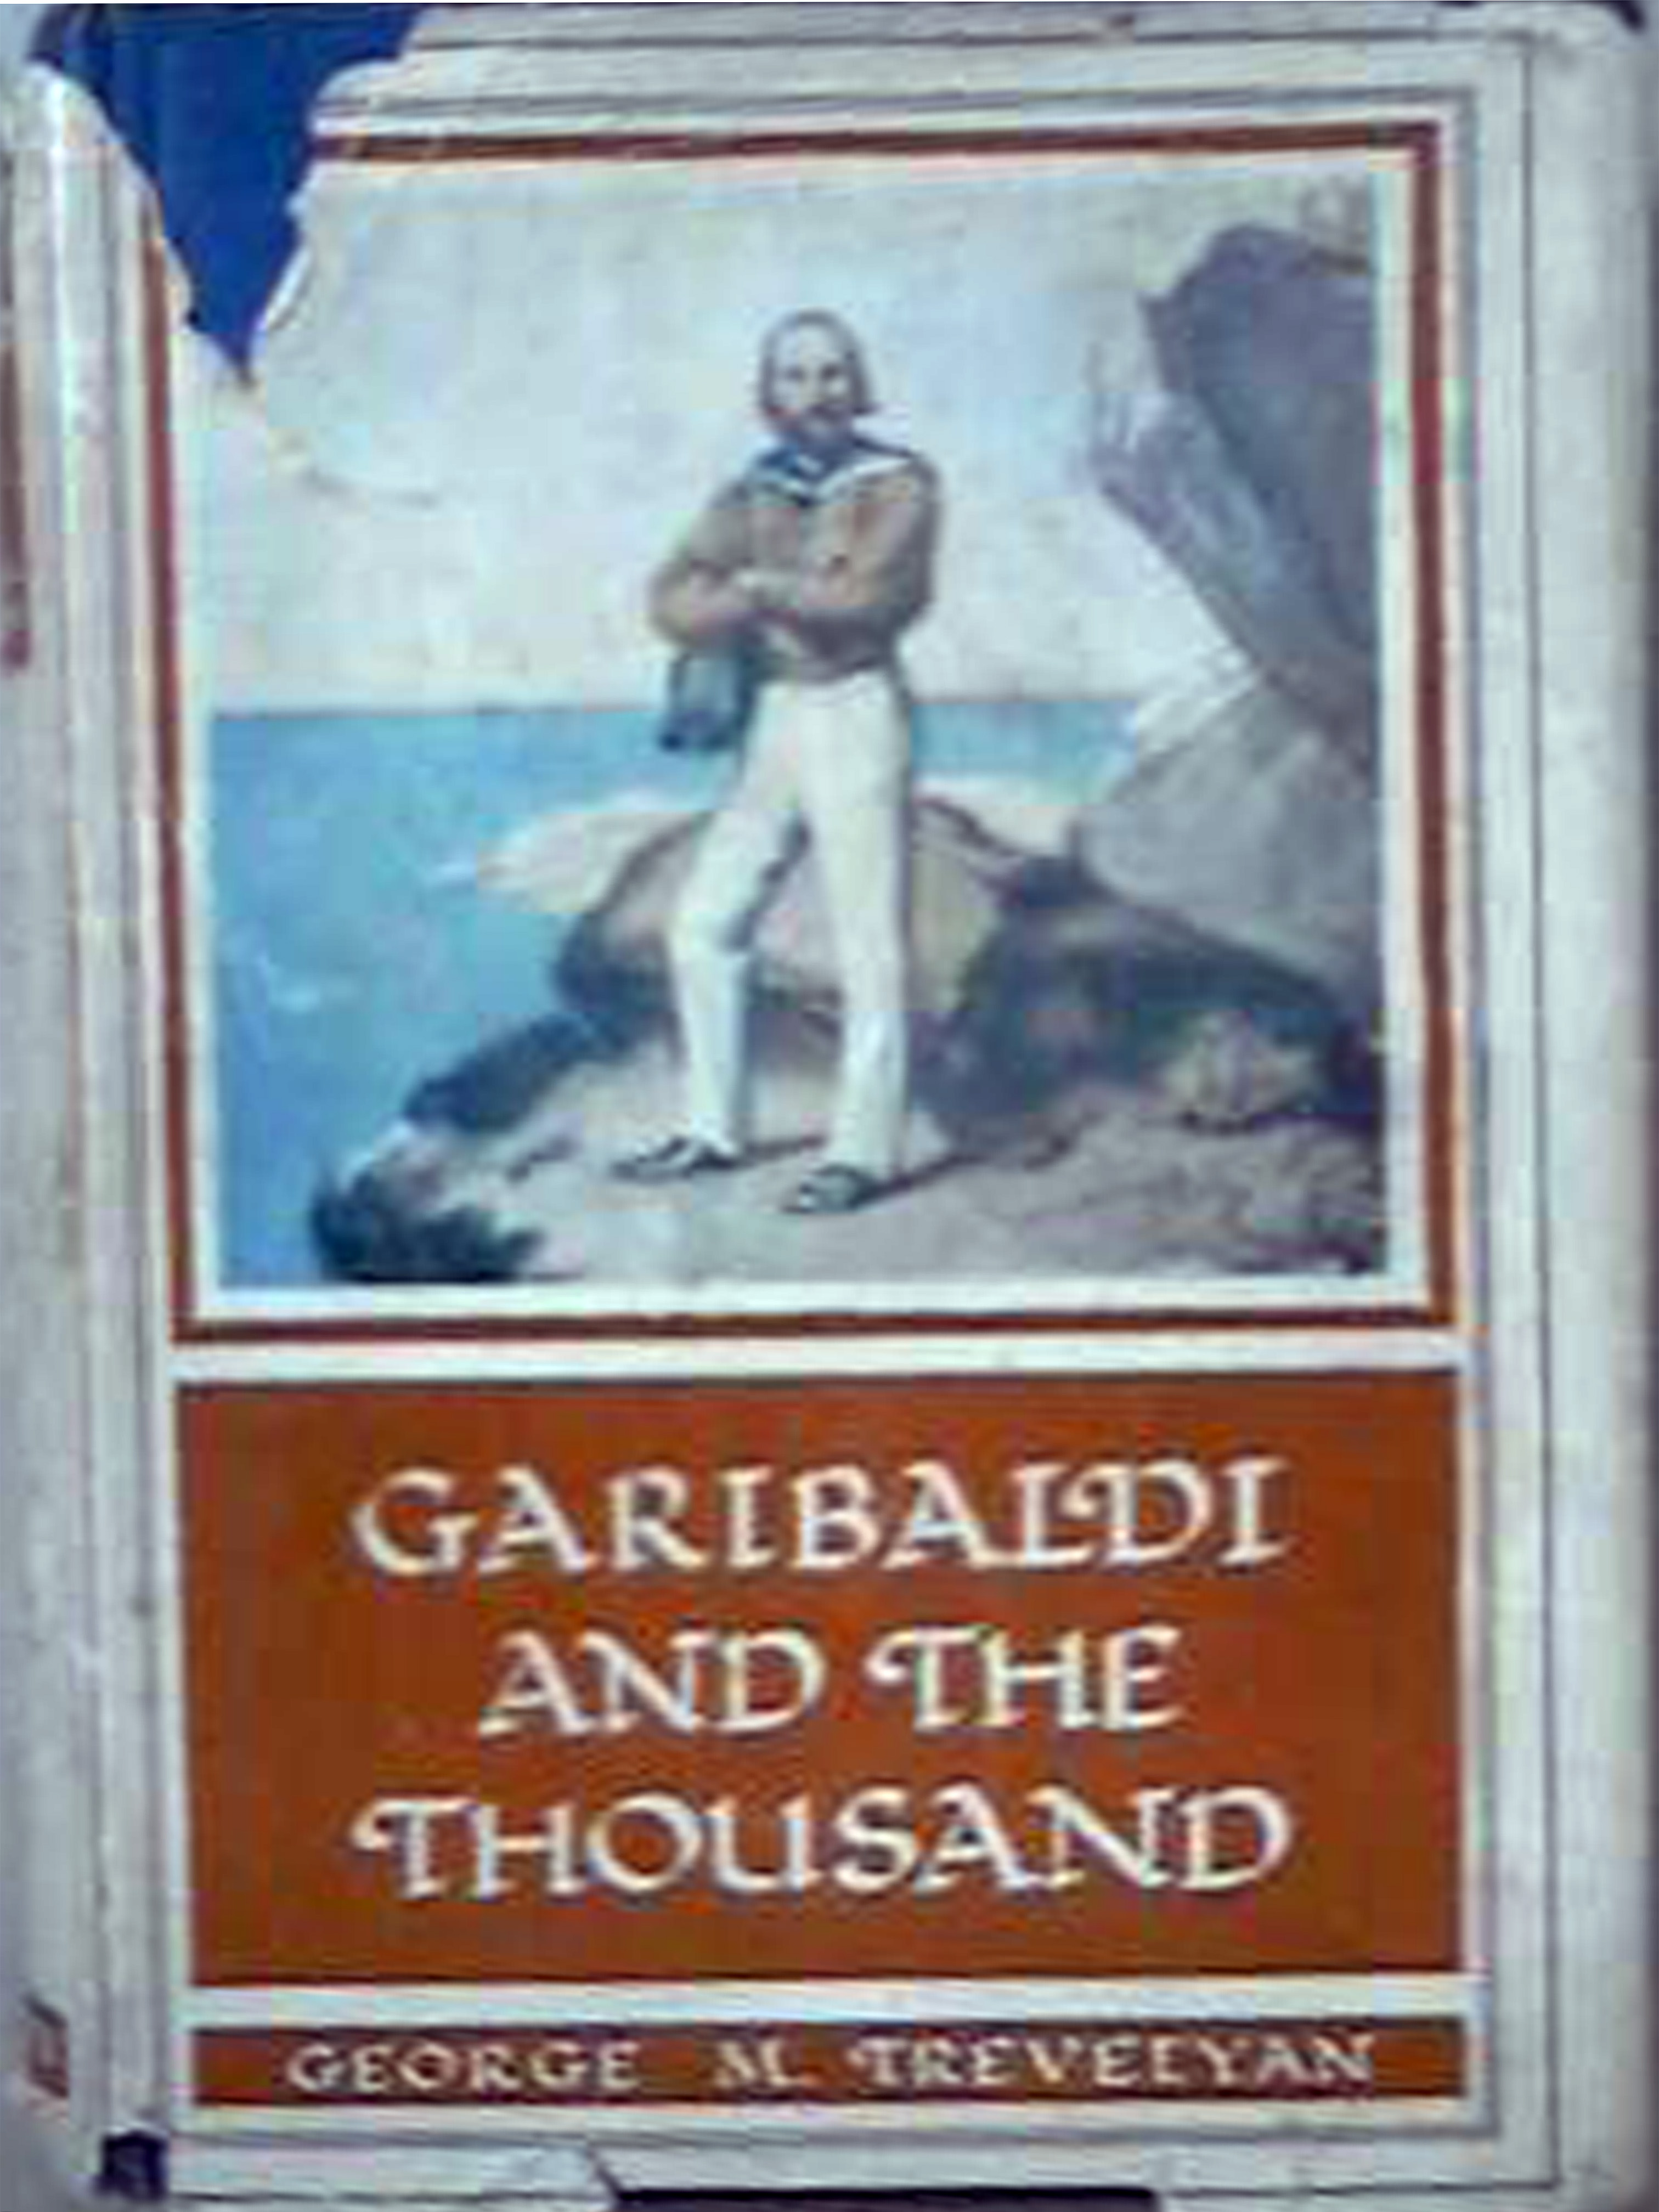 GARIBALDI
AND THE
THOUSAND
GEORGE M. TREVELYAN